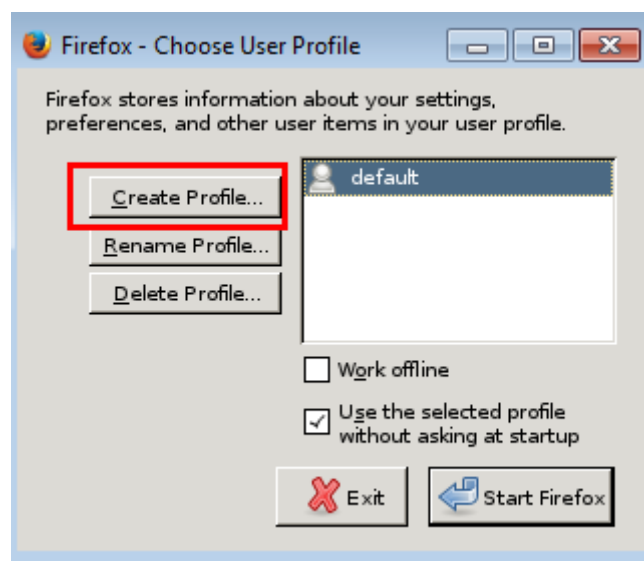 Firefox - Choose User Profile
Firefox stores information about your settings,
preferences, and other user items in your user profile.
Create Profile...
default
Rename Profile...
Delete Profile...
Work offline
Use the selected profile
without asking at startup
Exit
Start Firefox